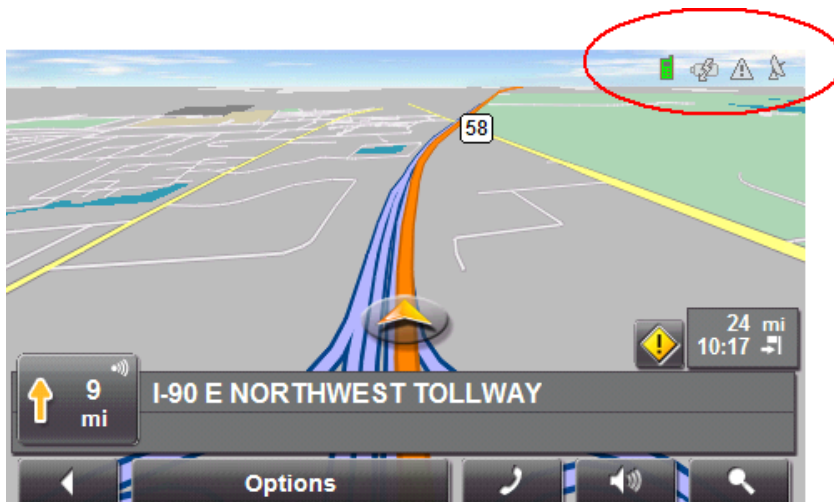 58
24 mi
10:17
9
mi
I-90 E NORTHWEST TOLLWAY
Options